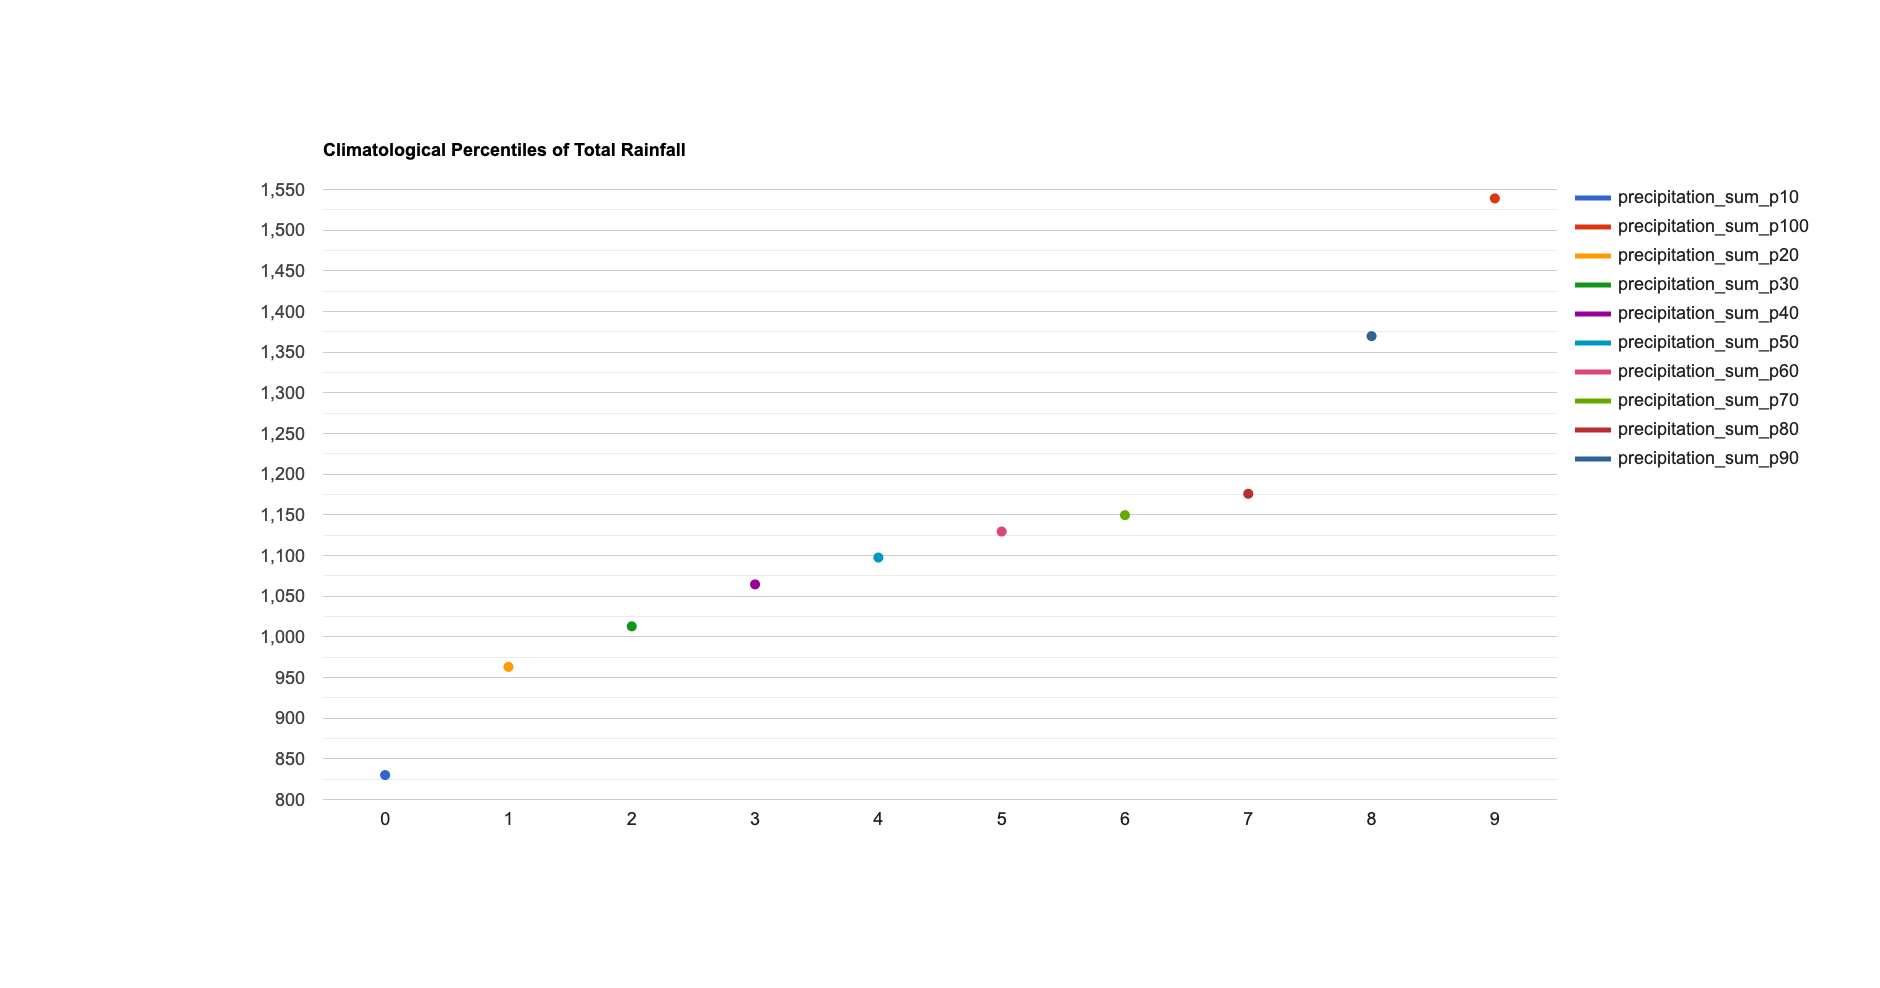 Climatological Percentiles of Total Rainfall
1,550
1,500
1,450
1,400
1,350
1,300
1,250
1,200
1,150
1,100
1,050
1,000
950
900
850
800
0 1 2 3 4 5 6 7 8 9
precipitation_sum_p10
precipitation_sum_p100
precipitation_sum_p20
precipitation_sum_p30
precipitation_sum_p40
precipitation_sum_p50
precipitation_sum_p60
precipitation_sum_p70
precipitation_sum_p80
precipitation_sum_p90